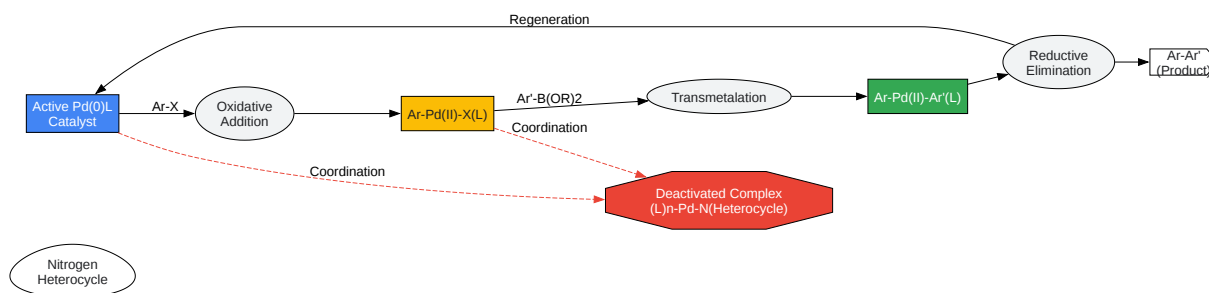 Regeneration
Active Pd(0)L
Catalyst
Ar-X
Oxidative
Addition
Ar-Pd(II)-X(L)
Ar'-B(OR)2
Coordination
Transmetalation
Ar-Pd(II)-Ar'(L)
Reductive
Elimination
Ar-Ar'
(Product)
Coordination
Deactivated Complex
(L)n-Pd-N(Heterocycle)
Nitrogen
Heterocycle